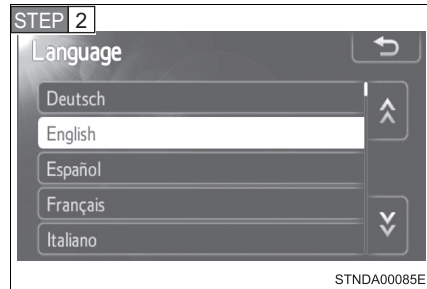 STEP 2
Language
Deutsch
English
Español
Français
Italiano
STNDA00085E